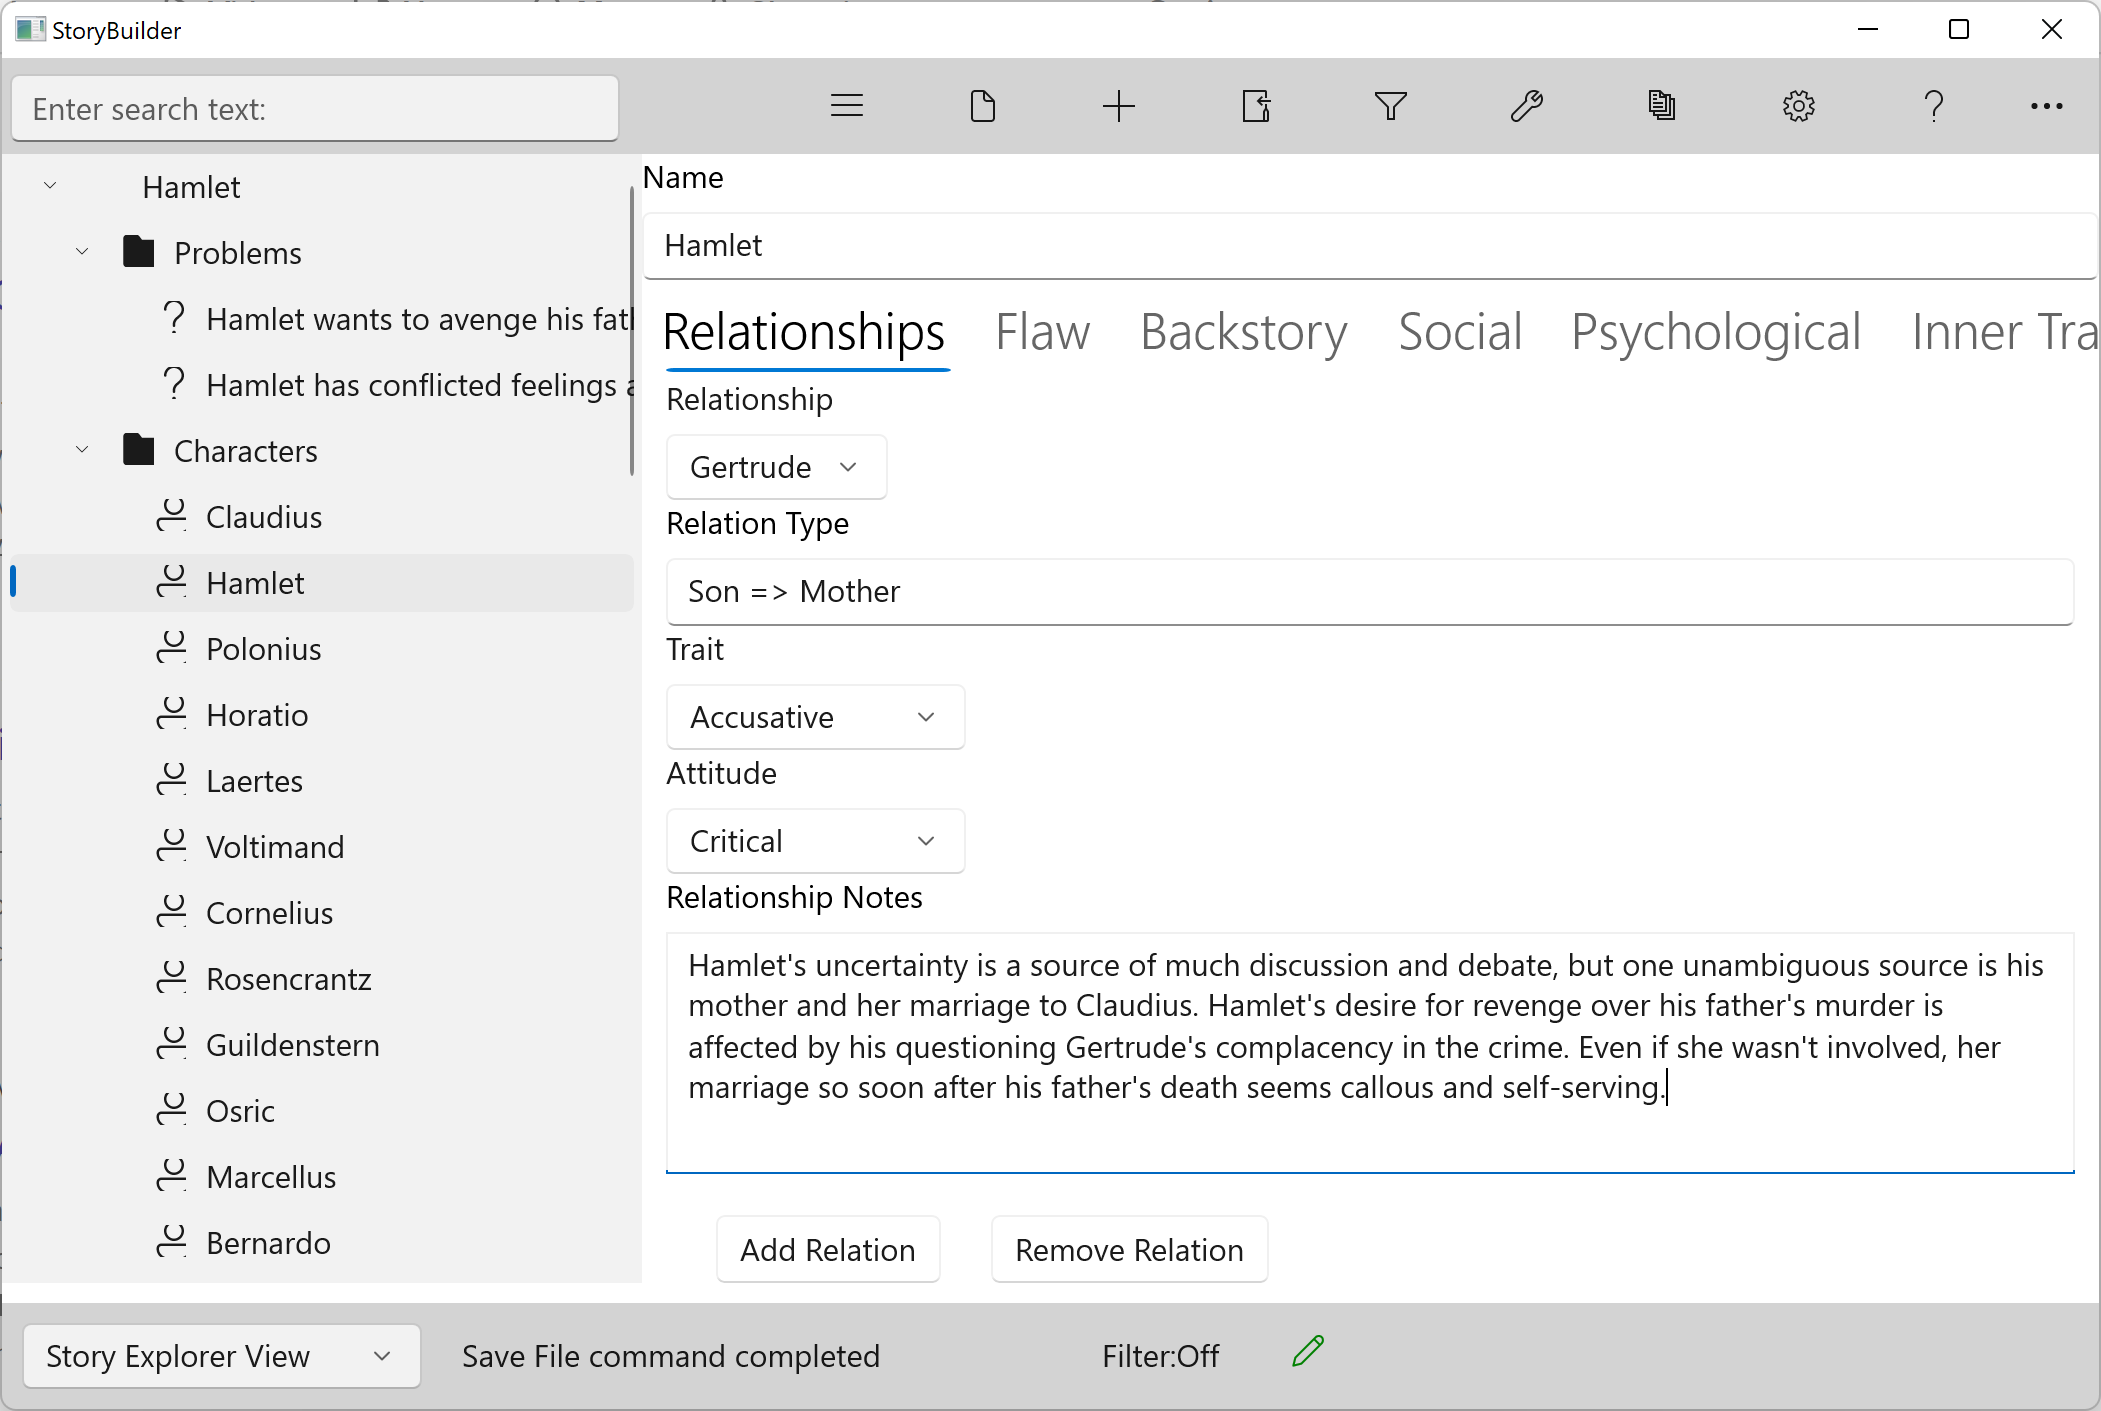 StoryBuilder
Enter search text:
Hamlet
Problems
Hamlet wants to avenge his fat
Hamlet has conflicted feelings a
Characters
Claudius
Hamlet
Polonius
Horatio
Laertes
Voltimand
Cornelius
Rosencrantz
Guildenstern
Osric
Marcellus
Bernardo
Name
Hamlet
Relationships Flaw Backstory Social Psychological Inner Tra
Relationship
Gertrude
Relation Type
Son => Mother
Trait
Accusative
Attitude
Critical
Relationship Notes
Hamlet's uncertainty is a source of much discussion and debate, but one unambiguous source is his
mother and her marriage to Claudius. Hamlet's desire for revenge over his father's murder is
affected by his questioning Gertrude's complacency in the crime. Even if she wasn't involved, her
marriage so soon after his father's death seems callous and self-serving.
Add Relation Remove Relation
Story Explorer View Save File command completed Filter:Off